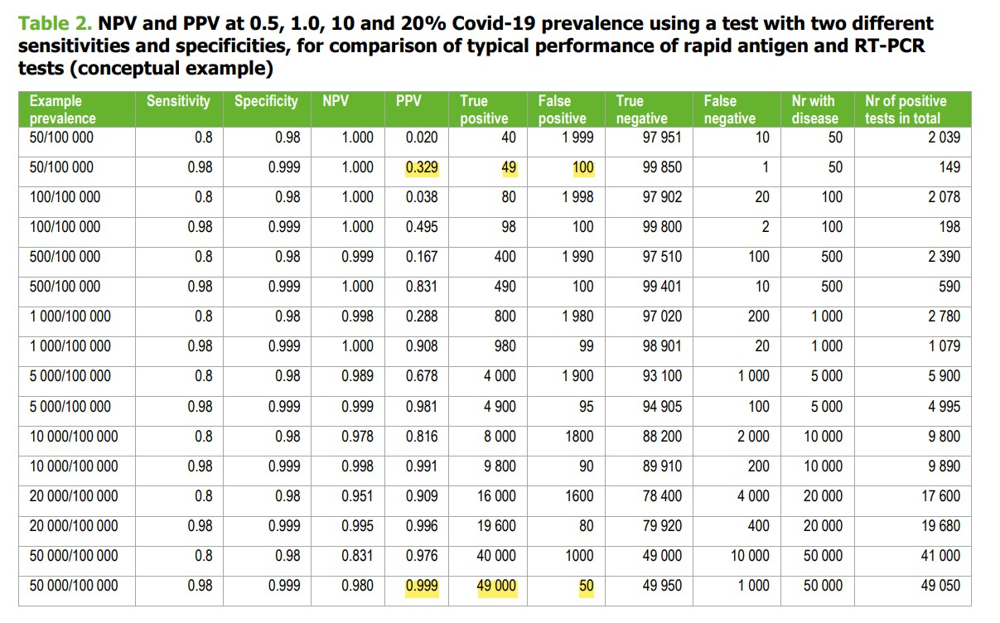 Table 2. NPV and PPV at 0.5, 1.0, 10 and 20% Covid-19 prevalence using a test with two different
sensitivities and specificities, for comparison of typical performance of rapid antigen and RT-PCR
tests (conceptual example)
Example prevalence Sensitivity Specificity NPV PPV True positive False positive True negative False negative Nr with disease Nr of positive tests in total
50/100 000 0.8 0.98 1.000 0.020 40 1 999 97 951 10 50 2 039
50/100 000 0.98 0.999 1.000 0.329 49 100 99 850 1 50 149
100/100 000 0.8 0.98 1.000 0.038 80 1 998 97 902 20 100 2 078
100/100 000 0.98 0.999 1.000 0.495 98 100 99 800 2 100 198
500/100 000 0.8 0.98 0.999 0.167 400 1 990 97 510 100 500 2 390
500/100 000 0.98 0.999 1.000 0.831 490 100 99 401 10 500 590
1 000/100 000 0.8 0.98 0.998 0.288 800 1 980 97 020 200 1 000 2 780
1 000/100 000 0.98 0.999 1.000 0.908 980 99 98 901 20 1 000 1 079
5 000/100 000 0.8 0.98 0.989 0.678 4 000 1 900 93 100 1 000 5 000 5 900
5 000/100 000 0.98 0.999 0.999 0.981 4 900 95 94 905 100 5 000 4 995
10 000/100 000 0.8 0.98 0.978 0.816 8 000 1800 88 200 2 000 10 000 9 800
10 000/100 000 0.98 0.999 0.998 0.991 9 800 90 89 910 200 10 000 9 890
20 000/100 000 0.8 0.98 0.951 0.909 16 000 1600 78 400 4 000 20 000 17 600
20 000/100 000 0.98 0.999 0.995 0.996 19 600 80 79 920 400 20 000 19 680
50 000/100 000 0.8 0.98 0.831 0.976 40 000 1000 49 000 10 000 50 000 41 000
50 000/100 000 0.98 0.999 0.980 0.999 49 000 50 49 950 1 000 50 000 49 050